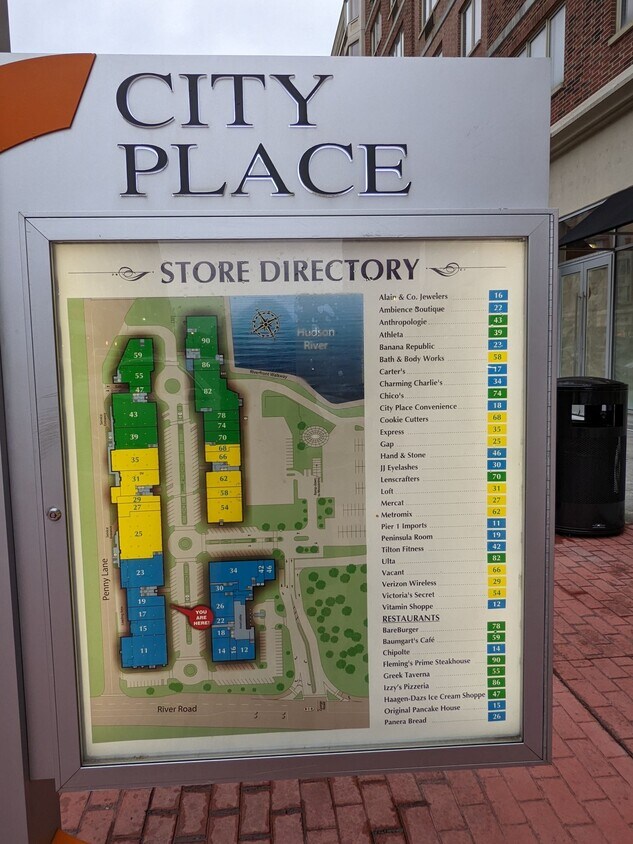 CITY
PLACE
STORE DIRECTORY
Hudson
River
Penny Lane
River Road
YOU
ARE
HERE!
59
55
47
43
39
35
31
29
27
25
23
19
17
15
11
90
86
82
78
74
70
68
66
62
58
54
34
42
46
30
26
22
18
14
16
12
Alain & Co. Jewelers 16
Ambience Boutique 22
Anthropologie 43
Athleta 39
Banana Republic 23
Bath & Body Works 58
Carter's 17
Charming Charlie's 34
Chico's 74
City Place Convenience 18
Cookie Cutters 68
Express 35
Gap 25
Hand & Stone 46
JJ Eyelashes 30
Lenscrafters 70
Loft 31
Mercat 27
Metromix 62
Pier 1 Imports 11
Peninsula Room 19
Tilton Fitness 42
Ulta 82
Vacant 66
Verizon Wireless 29
Victoria's Secret 54
Vitamin Shoppe 12
RESTAURANTS
BareBurger 78
Baumgart's Café 59
Chipolte 14
Fleming's Prime Steakhouse 90
Greek Taverna 55
Izzy's Pizzeria 86
Haagen-Dazs Ice Cream Shoppe 47
Original Pancake House 15
Panera Bread 26